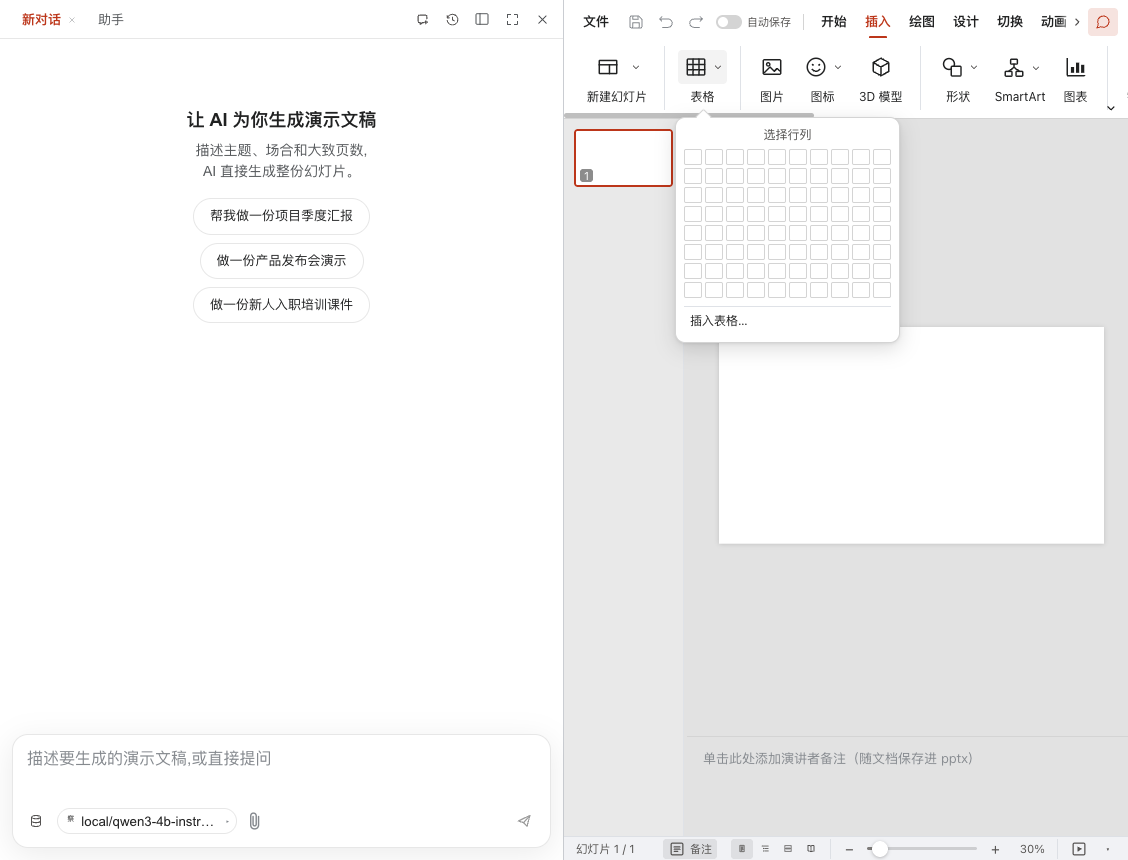 新对话 × 助手
让 AI 为你生成演示文稿
描述主题、场合和大致页数,
AI 直接生成整份幻灯片。
帮我做一份项目季度汇报
做一份产品发布会演示
做一份新人入职培训课件
描述要生成的演示文稿,或直接提问
local/qwen3-4b-instr…
文件 自动保存 开始 插入 绘图 设计 切换 动画
新建幻灯片 表格 图片 图标 3D 模型 形状 SmartArt 图表
选择行列
插入表格...
1
单击此处添加演讲者备注（随文档保存进 pptx）
幻灯片 1 / 1 备注 30%